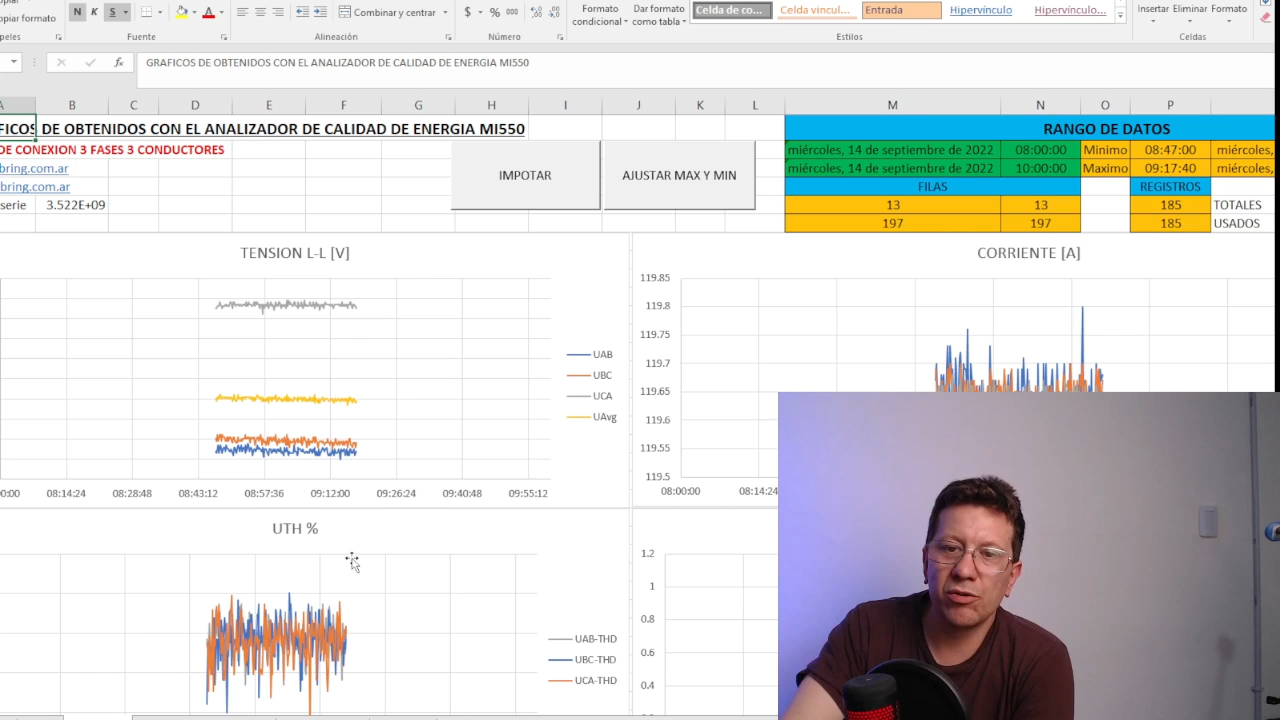 opiar
opiar formato
peles
N K S
Fuente
Combinar y centrar
Alineación
$ % 000
Número
Formato condicional
Dar formato como tabla
Celda de co...
Celda vincul...
Entrada
Hipervínculo
Hipervínculo...
Estilos
Insertar Eliminar Formato
Celdas
fx GRAFICOS DE OBTENIDOS CON EL ANALIZADOR DE CALIDAD DE ENERGIA MI550
A B C D E F G H I J K L M N O P
FICOS DE OBTENIDOS CON EL ANALIZADOR DE CALIDAD DE ENERGIA MI550
RANGO DE DATOS
DE CONEXION 3 FASES 3 CONDUCTORES
miércoles, 14 de septiembre de 2022 08:00:00 Minimo 08:47:00 miércoles,
bring.com.ar
IMPOTAR
AJUSTAR MAX Y MIN
miércoles, 14 de septiembre de 2022 10:00:00 Maximo 09:17:40 miércoles,
bring.com.ar
FILAS REGISTROS
serie 3.522E+09
13 13 185 TOTALES
197 197 185 USADOS
TENSION L-L [V]
UAB
UBC
UCA
UAvg
00:00 08:14:24 08:28:48 08:43:12 08:57:36 09:12:00 09:26:24 09:40:48 09:55:12
CORRIENTE [A]
119.85
119.8
119.75
119.7
119.65
119.6
119.55
119.5
08:00:00 08:14:24
UTH %
UAB-THD
UBC-THD
UCA-THD
1.2
1
0.8
0.6
0.4